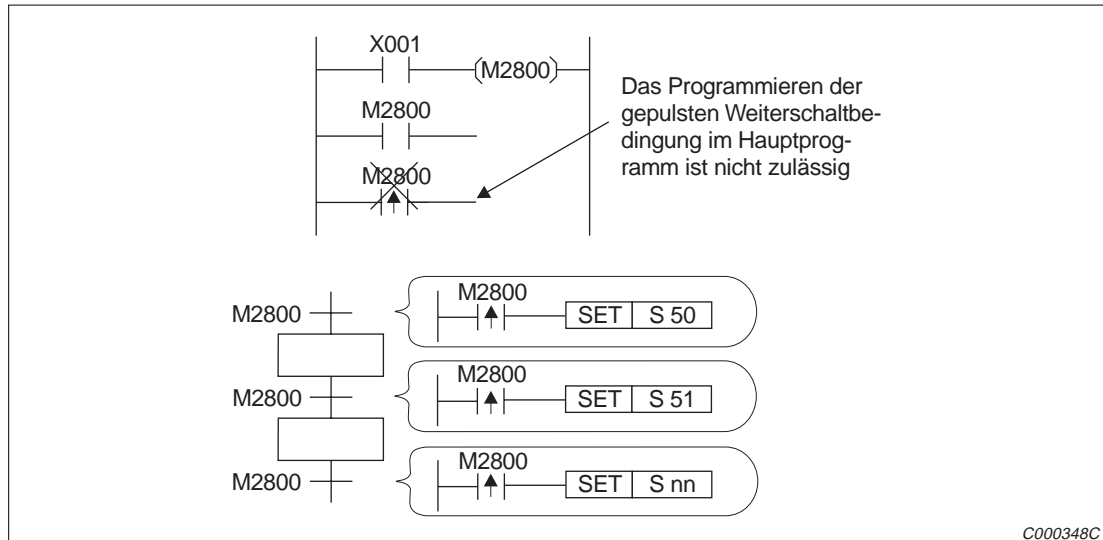 X001
M2800
Das Programmieren der
gepulsten Weiterschaltbe-
dingung im Hauptprog-
ramm ist nicht zulässig
M2800
M2800
M2800
M2800
SET S 50
M2800
M2800
SET S 51
M2800
M2800
SET S nn
C000348C